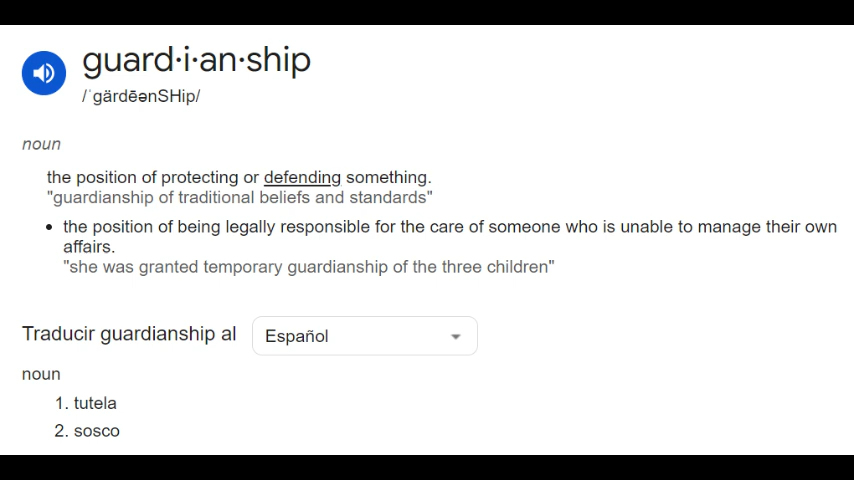 guard·i·an·ship
/ˈɡärdēənSHip/
noun
the position of protecting or defending something.
"guardianship of traditional beliefs and standards"
• the position of being legally responsible for the care of someone who is unable to manage their own
affairs.
"she was granted temporary guardianship of the three children"
Traducir guardianship al Español
noun
1. tutela
2. sosco